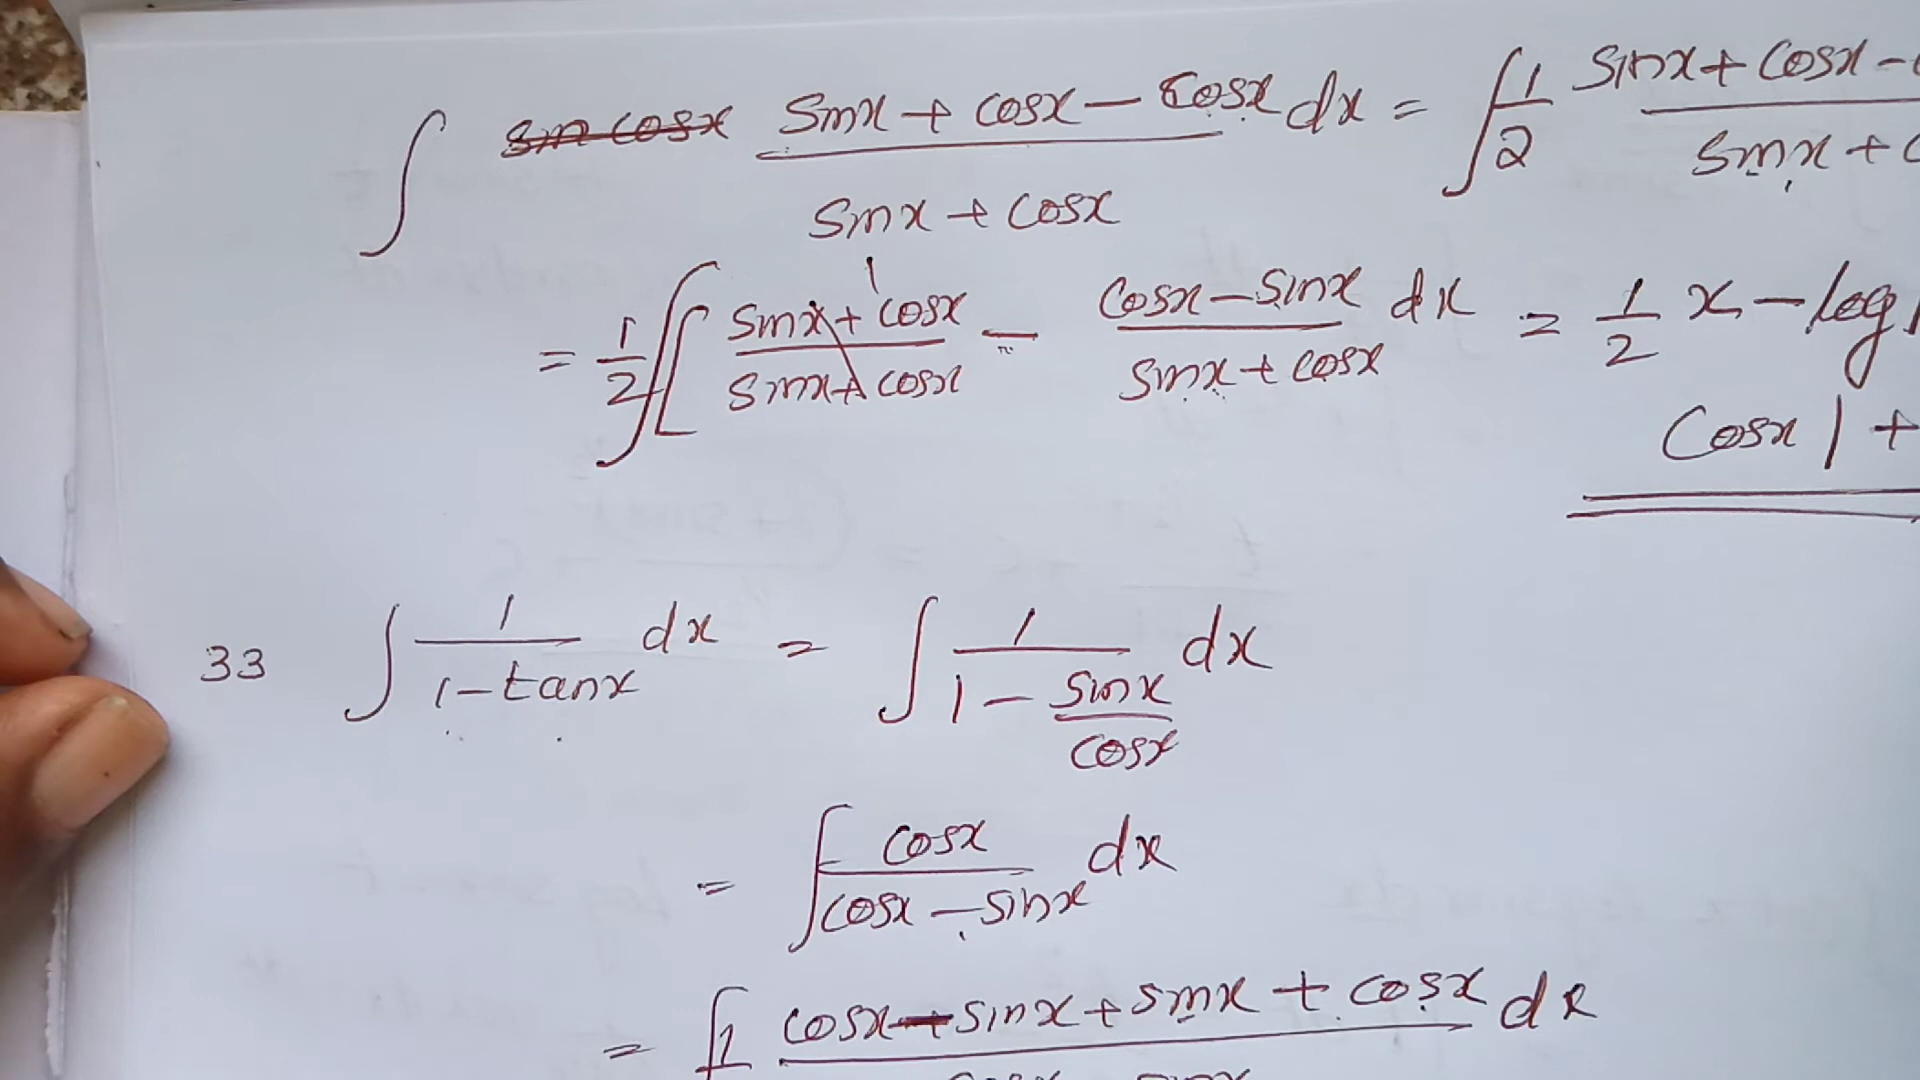 ∫ sin cosx sinx + cosx - cosx dx = ∫ 1/2 sinx + cosx -
sinx + cosx sinx +
= 1/2 ∫ [ sinx + cosx / sinx + cosx - cosx - sinx / sinx + cosx dx = 1/2 x - log
cosx | +
33 ∫ 1 / 1 - tanx dx = ∫ 1 / 1 - sinx/cosx dx
= ∫ cosx / cosx - sinx dx
= ∫ 1 cosx - sinx + sinx + cosx dx